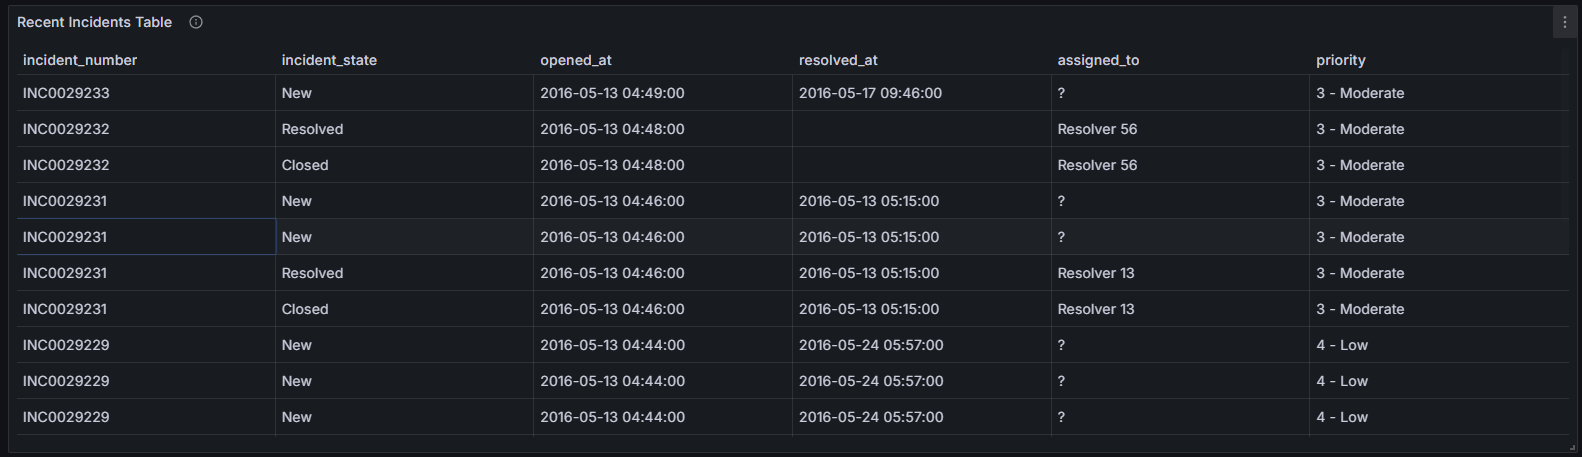 Recent Incidents Table
incident_number incident_state opened_at resolved_at assigned_to priority
INC0029233 New 2016-05-13 04:49:00 2016-05-17 09:46:00 ? 3 - Moderate
INC0029232 Resolved 2016-05-13 04:48:00 Resolver 56 3 - Moderate
INC0029232 Closed 2016-05-13 04:48:00 Resolver 56 3 - Moderate
INC0029231 New 2016-05-13 04:46:00 2016-05-13 05:15:00 ? 3 - Moderate
INC0029231 New 2016-05-13 04:46:00 2016-05-13 05:15:00 ? 3 - Moderate
INC0029231 Resolved 2016-05-13 04:46:00 2016-05-13 05:15:00 Resolver 13 3 - Moderate
INC0029231 Closed 2016-05-13 04:46:00 2016-05-13 05:15:00 Resolver 13 3 - Moderate
INC0029229 New 2016-05-13 04:44:00 2016-05-24 05:57:00 ? 4 - Low
INC0029229 New 2016-05-13 04:44:00 2016-05-24 05:57:00 ? 4 - Low
INC0029229 New 2016-05-13 04:44:00 2016-05-24 05:57:00 ? 4 - Low